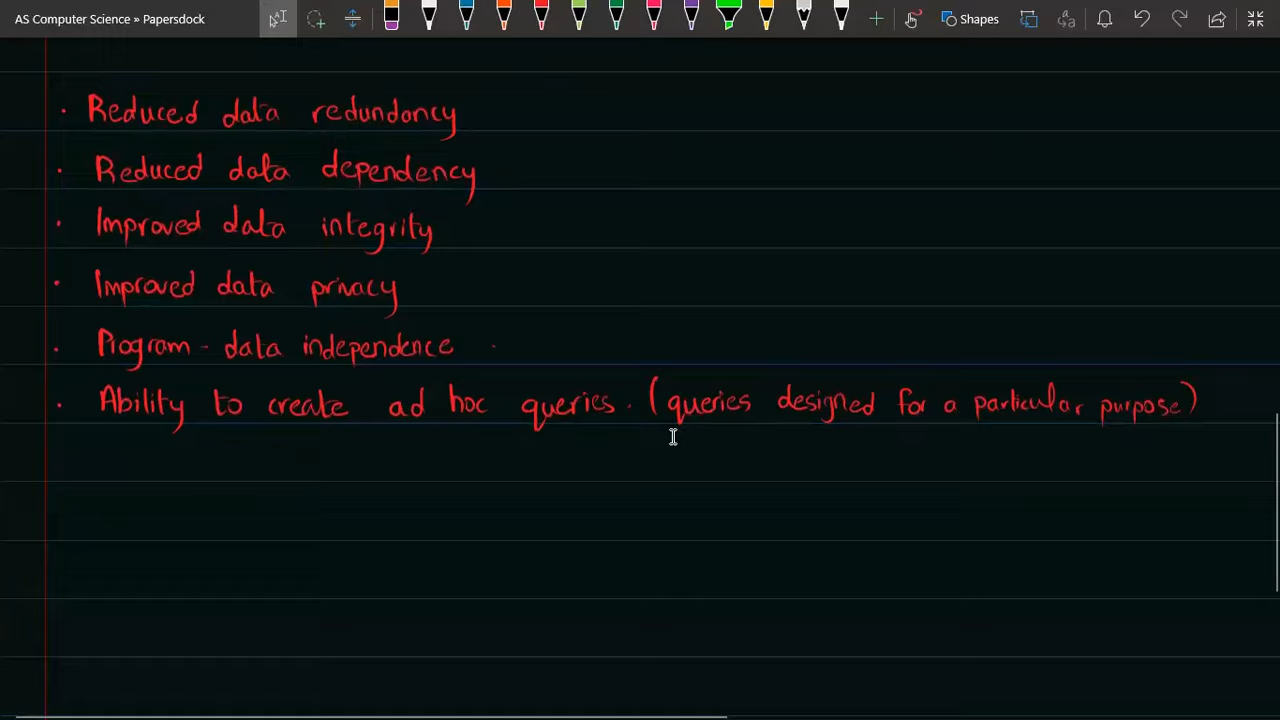 AS Computer Science » Papersdock
Shapes
· Reduced data redundancy
· Reduced data dependency
· Improved data integrity
· Improved data privacy
· Program - data independence .
· Ability to create ad hoc queries. (queries designed for a particular purpose)